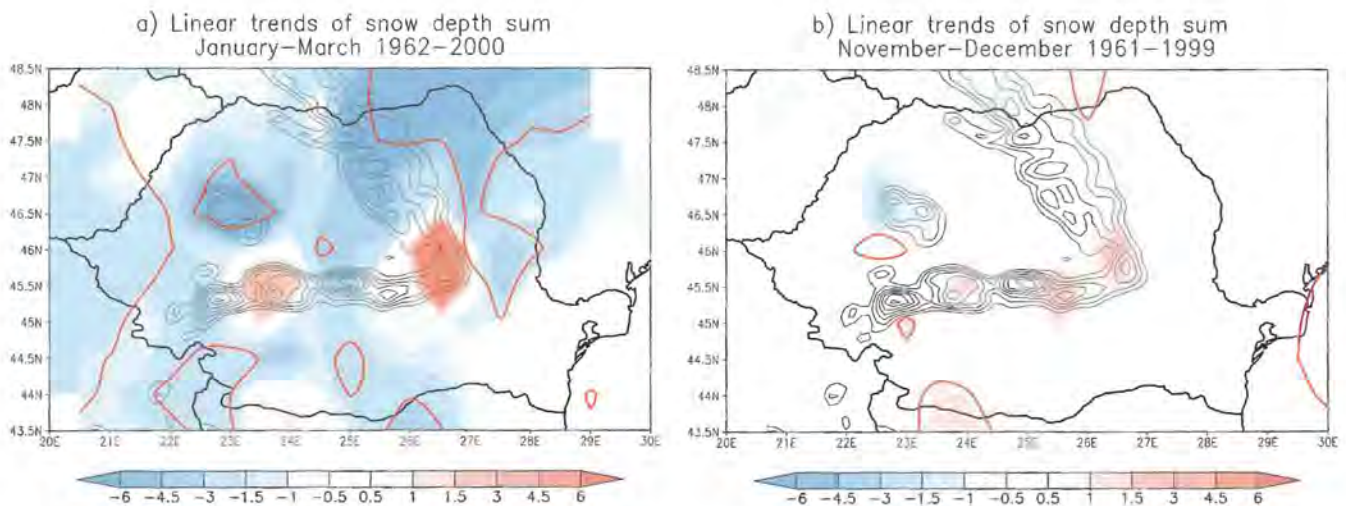 a) Linear trends of snow depth sum
January-March 1962-2000
48.5N
48N
47.5N
47N
46.5N
46N
45.5N
45N
44.5N
44N
43.5N
20E 21E 22E 23E 24E 25E 26E 27E 28E 29E 30E
-6 -4.5 -3 -1.5 -1 -0.5 0.5 1 1.5 3 4.5 6
b) Linear trends of snow depth sum
November-December 1961-1999
48.5N
48N
47.5N
47N
46.5N
46N
45.5N
45N
44.5N
44N
43.5N
20E 21E 22E 23E 24E 25E 26E 27E 28E 29E 30E
-6 -4.5 -3 -1.5 -1 -0.5 0.5 1 1.5 3 4.5 6